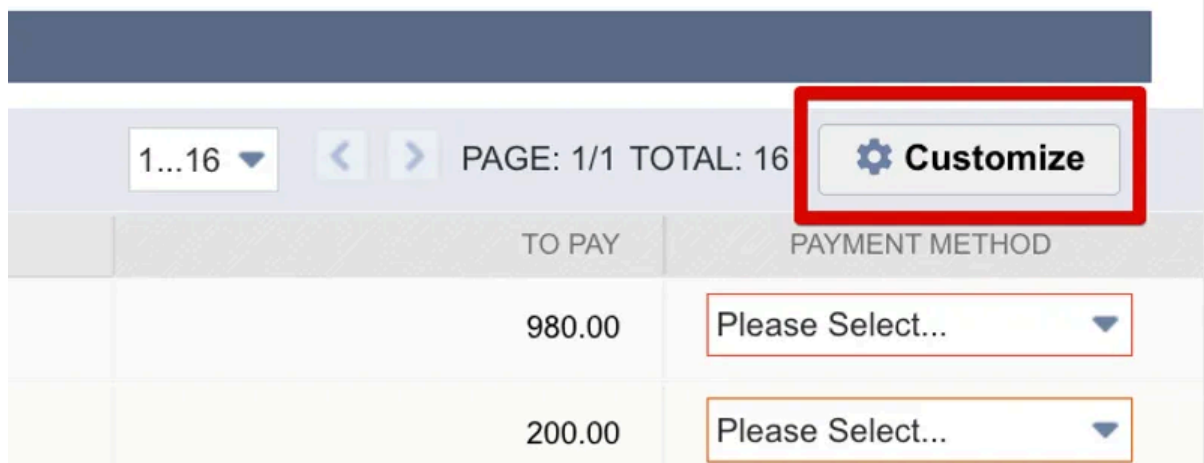 1...16 PAGE: 1/1 TOTAL: 16 Customize
TO PAY PAYMENT METHOD
980.00 Please Select...
200.00 Please Select...